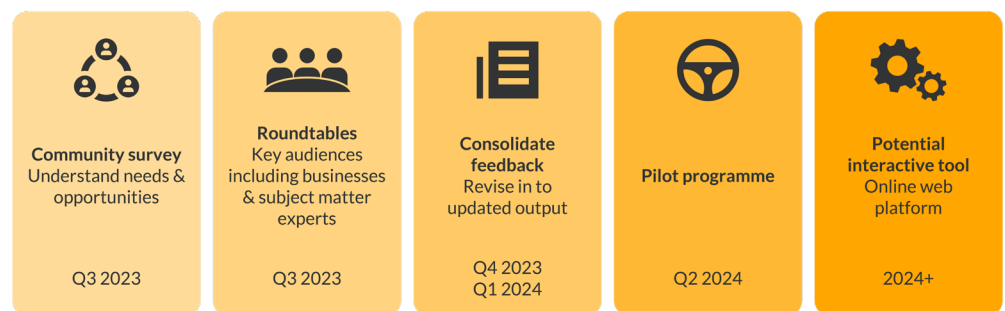 Community survey
Understand needs &
opportunities
Q3 2023
Roundtables
Key audiences
including businesses
& subject matter
experts
Q3 2023
Consolidate
feedback
Revise in to
updated output
Q4 2023
Q1 2024
Pilot programme
Q2 2024
Potential
interactive tool
Online web
platform
2024+